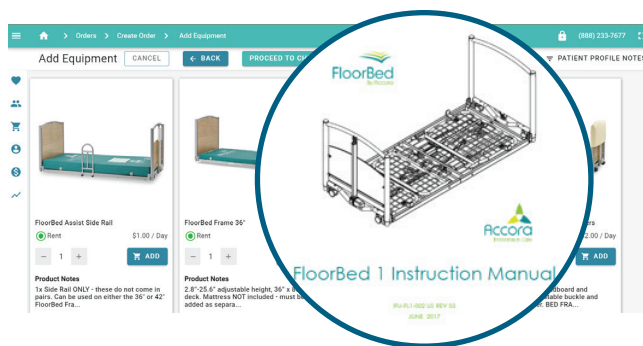 Orders > Create Order > Add Equipment
(888) 233-7677
Add Equipment
CANCEL
← BACK
PROCEED TO CH
PATIENT PROFILE NOTES
FloorBed
By Accora
FloorBed Assist Side Rail
Rent
$1.00 / Day
− 1 +
ADD
Product Notes
1x Side Rail ONLY - these do not come in
pairs. Can be used on either the 36" or 42"
FloorBed Fra...
FloorBed Frame 36"
Rent
− 1 +
Product Notes
2.8"-25.6" adjustable height, 36" x 8
deck. Mattress NOT included - must b
added as separa...
Accora
FloorBed 1 Instruction Manual
JUNE 2017
ers
2.00 / Day
ADD
dboard and
table buckle and
er. BED FRA...